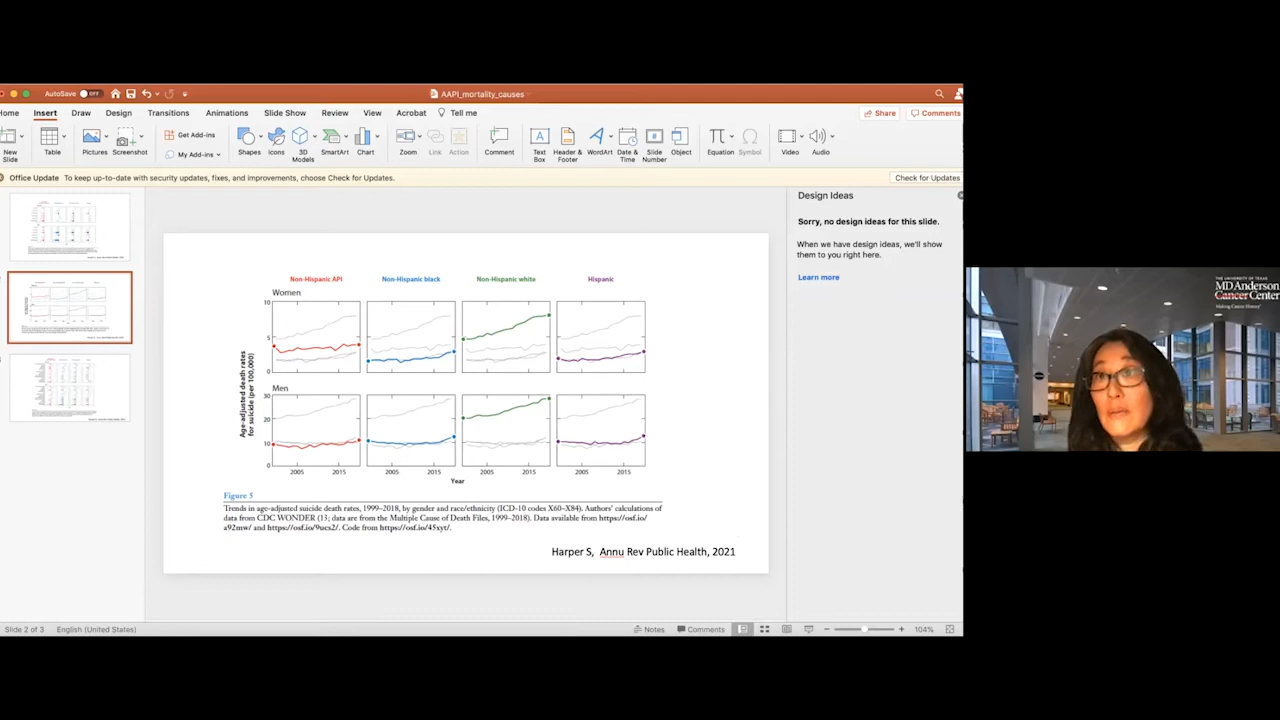 AutoSave OFF
AAPI_mortality_causes
Home Insert Draw Design Transitions Animations Slide Show Review View Acrobat Tell me
Share Comments
New Slide
Table
Pictures
Screenshot
Get Add-ins
My Add-ins
Shapes
Icons
3D Models
SmartArt
Chart
Zoom
Link
Action
Comment
Text Box
Header & Footer
WordArt
Date & Time
Slide Number
Object
Equation
Symbol
Video
Audio
Office Update To keep up-to-date with security updates, fixes, and improvements, choose Check for Updates.
Check for Updates
Design Ideas
Sorry, no design ideas for this slide.
When we have design ideas, we'll show
them to you right here.
Learn more
Non-Hispanic API Non-Hispanic black Non-Hispanic white Hispanic
Women
10
5
0
Men
30
20
10
0
Age-adjusted death rates
for suicide (per 100,000)
2005 2015 2005 2015 2005 2015 2005 2015
Year
Figure 5
Trends in age-adjusted suicide death rates, 1999–2018, by gender and race/ethnicity (ICD-10 codes X60–X84). Authors' calculations of
data from CDC WONDER (13; data are from the Multiple Cause of Death Files, 1999–2018). Data available from https://osf.io/
a92mw/ and https://osf.io/9ucs2/. Code from https://osf.io/45xyt/.
Harper S, Annu Rev Public Health, 2021
THE UNIVERSITY OF TEXAS
MD Anderson
Cancer Center
Making Cancer History
Slide 2 of 3 English (United States)
Notes Comments 104%